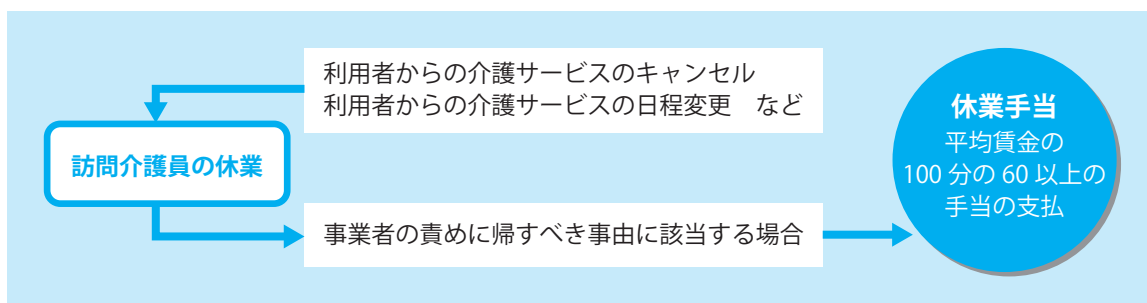 利用者からの介護サービスのキャンセル
利用者からの介護サービスの日程変更　など
訪問介護員の休業
事業者の責めに帰すべき事由に該当する場合
休業手当
平均賃金の
100 分の 60 以上の
手当の支払